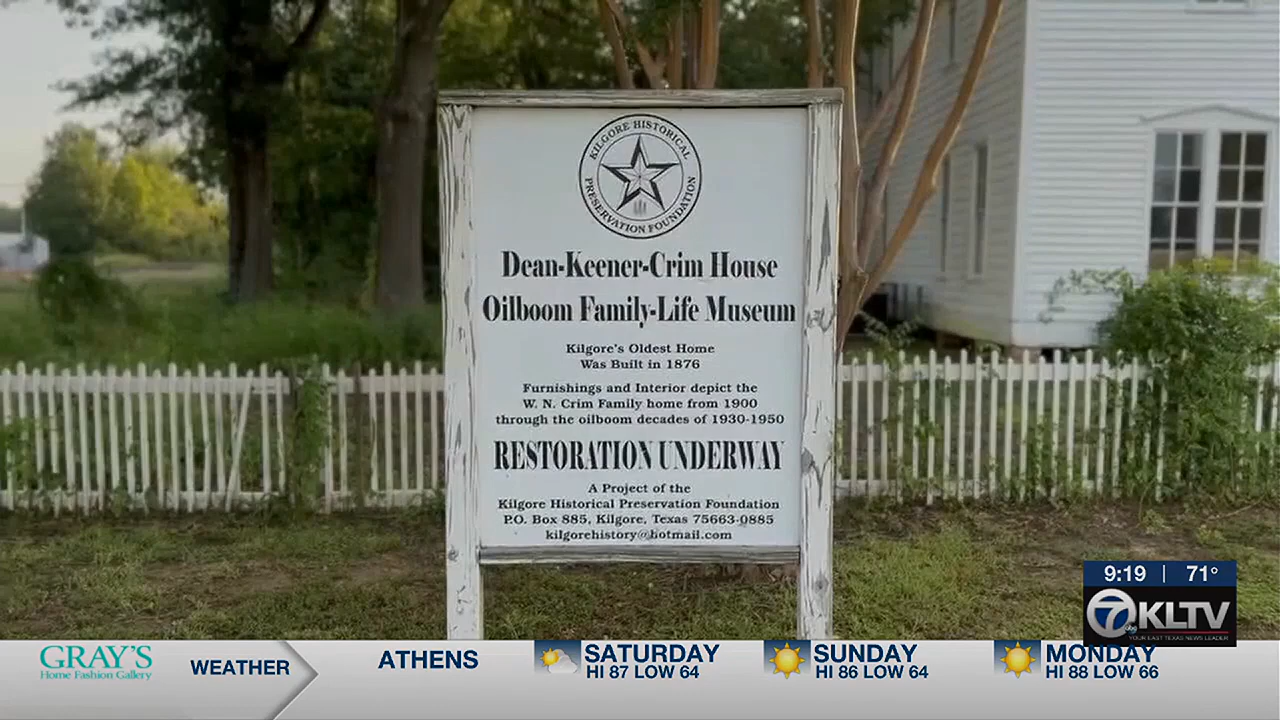 KILGORE HISTORICAL
PRESERVATION FOUNDATION
Dean-Keener-Crim House
Oilboom Family-Life Museum
Kilgore's Oldest Home
Was Built in 1876
Furnishings and Interior depict the
W. N. Crim Family home from 1900
through the oilboom decades of 1930-1950
RESTORATION UNDERWAY
A Project of the
Kilgore Historical Preservation Foundation
P.O. Box 885, Kilgore, Texas 75663-0885
kilgorehistory@hotmail.com
9:19 | 71°
7 abc KLTV
YOUR EAST TEXAS NEWS LEADER
GRAY'S
Home Fashion Gallery
WEATHER
ATHENS
SATURDAY
HI 87 LOW 64
SUNDAY
HI 86 LOW 64
MONDAY
HI 88 LOW 66